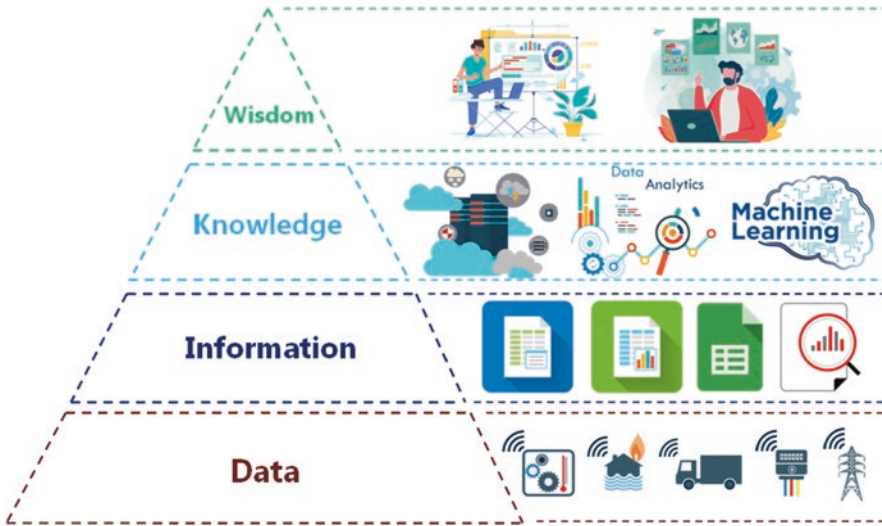 Wisdom
Knowledge
Data
Analytics
Machine
Learning
Information
Data